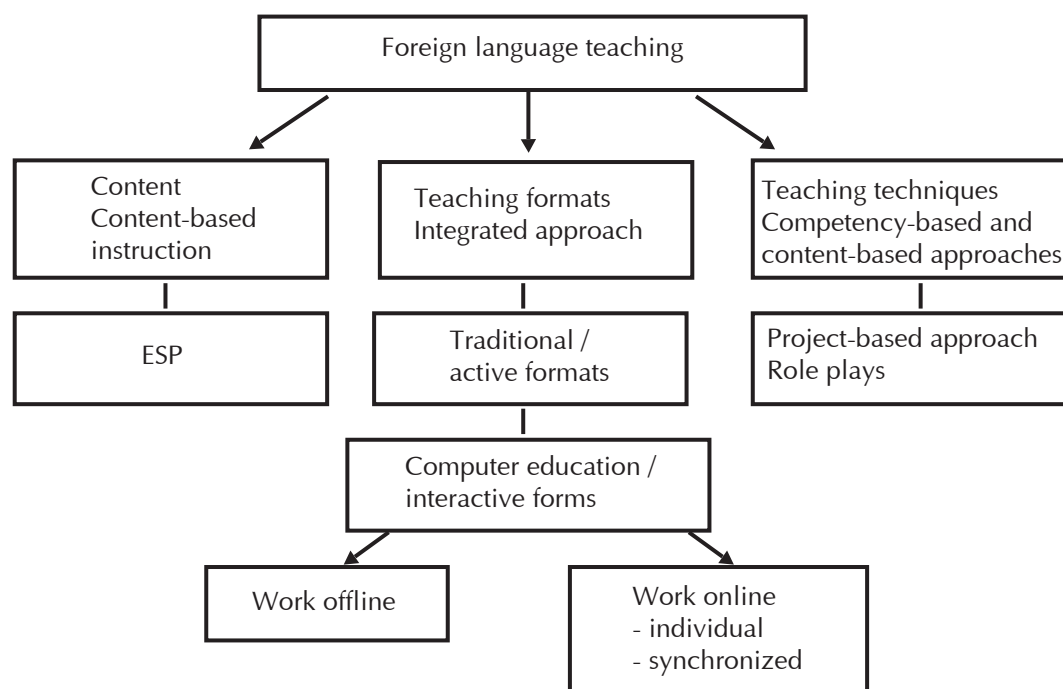 Foreign language teaching
Content
Content-based
instruction
Teaching formats
Integrated approach
Teaching techniques
Competency-based and
content-based approaches
ESP
Traditional /
active formats
Project-based approach
Role plays
Computer education /
interactive forms
Work offline
Work online
- individual
- synchronized